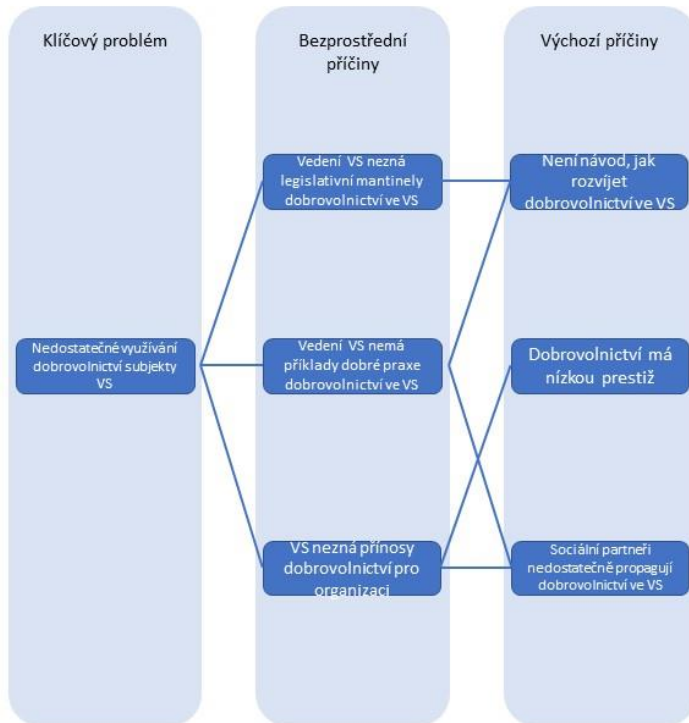 Klíčový problém
Bezprostřední
příčiny
Výchozí příčiny
Vedení VS nezná
legislativní mantinely
dobrovolnictví ve VS
Není návod, jak
rozvíjet
dobrovolnictví ve VS
Nedostatečné využívání
dobrovolnictví subjekty
VS
Vedení VS nemá
příklady dobré praxe
dobrovolnictví ve VS
Dobrovolnictví má
nízkou prestiž
VS nezná přínosy
dobrovolnictví pro
organizaci
Sociální partneři
nedostatečně propagují
dobrovolnictví ve VS